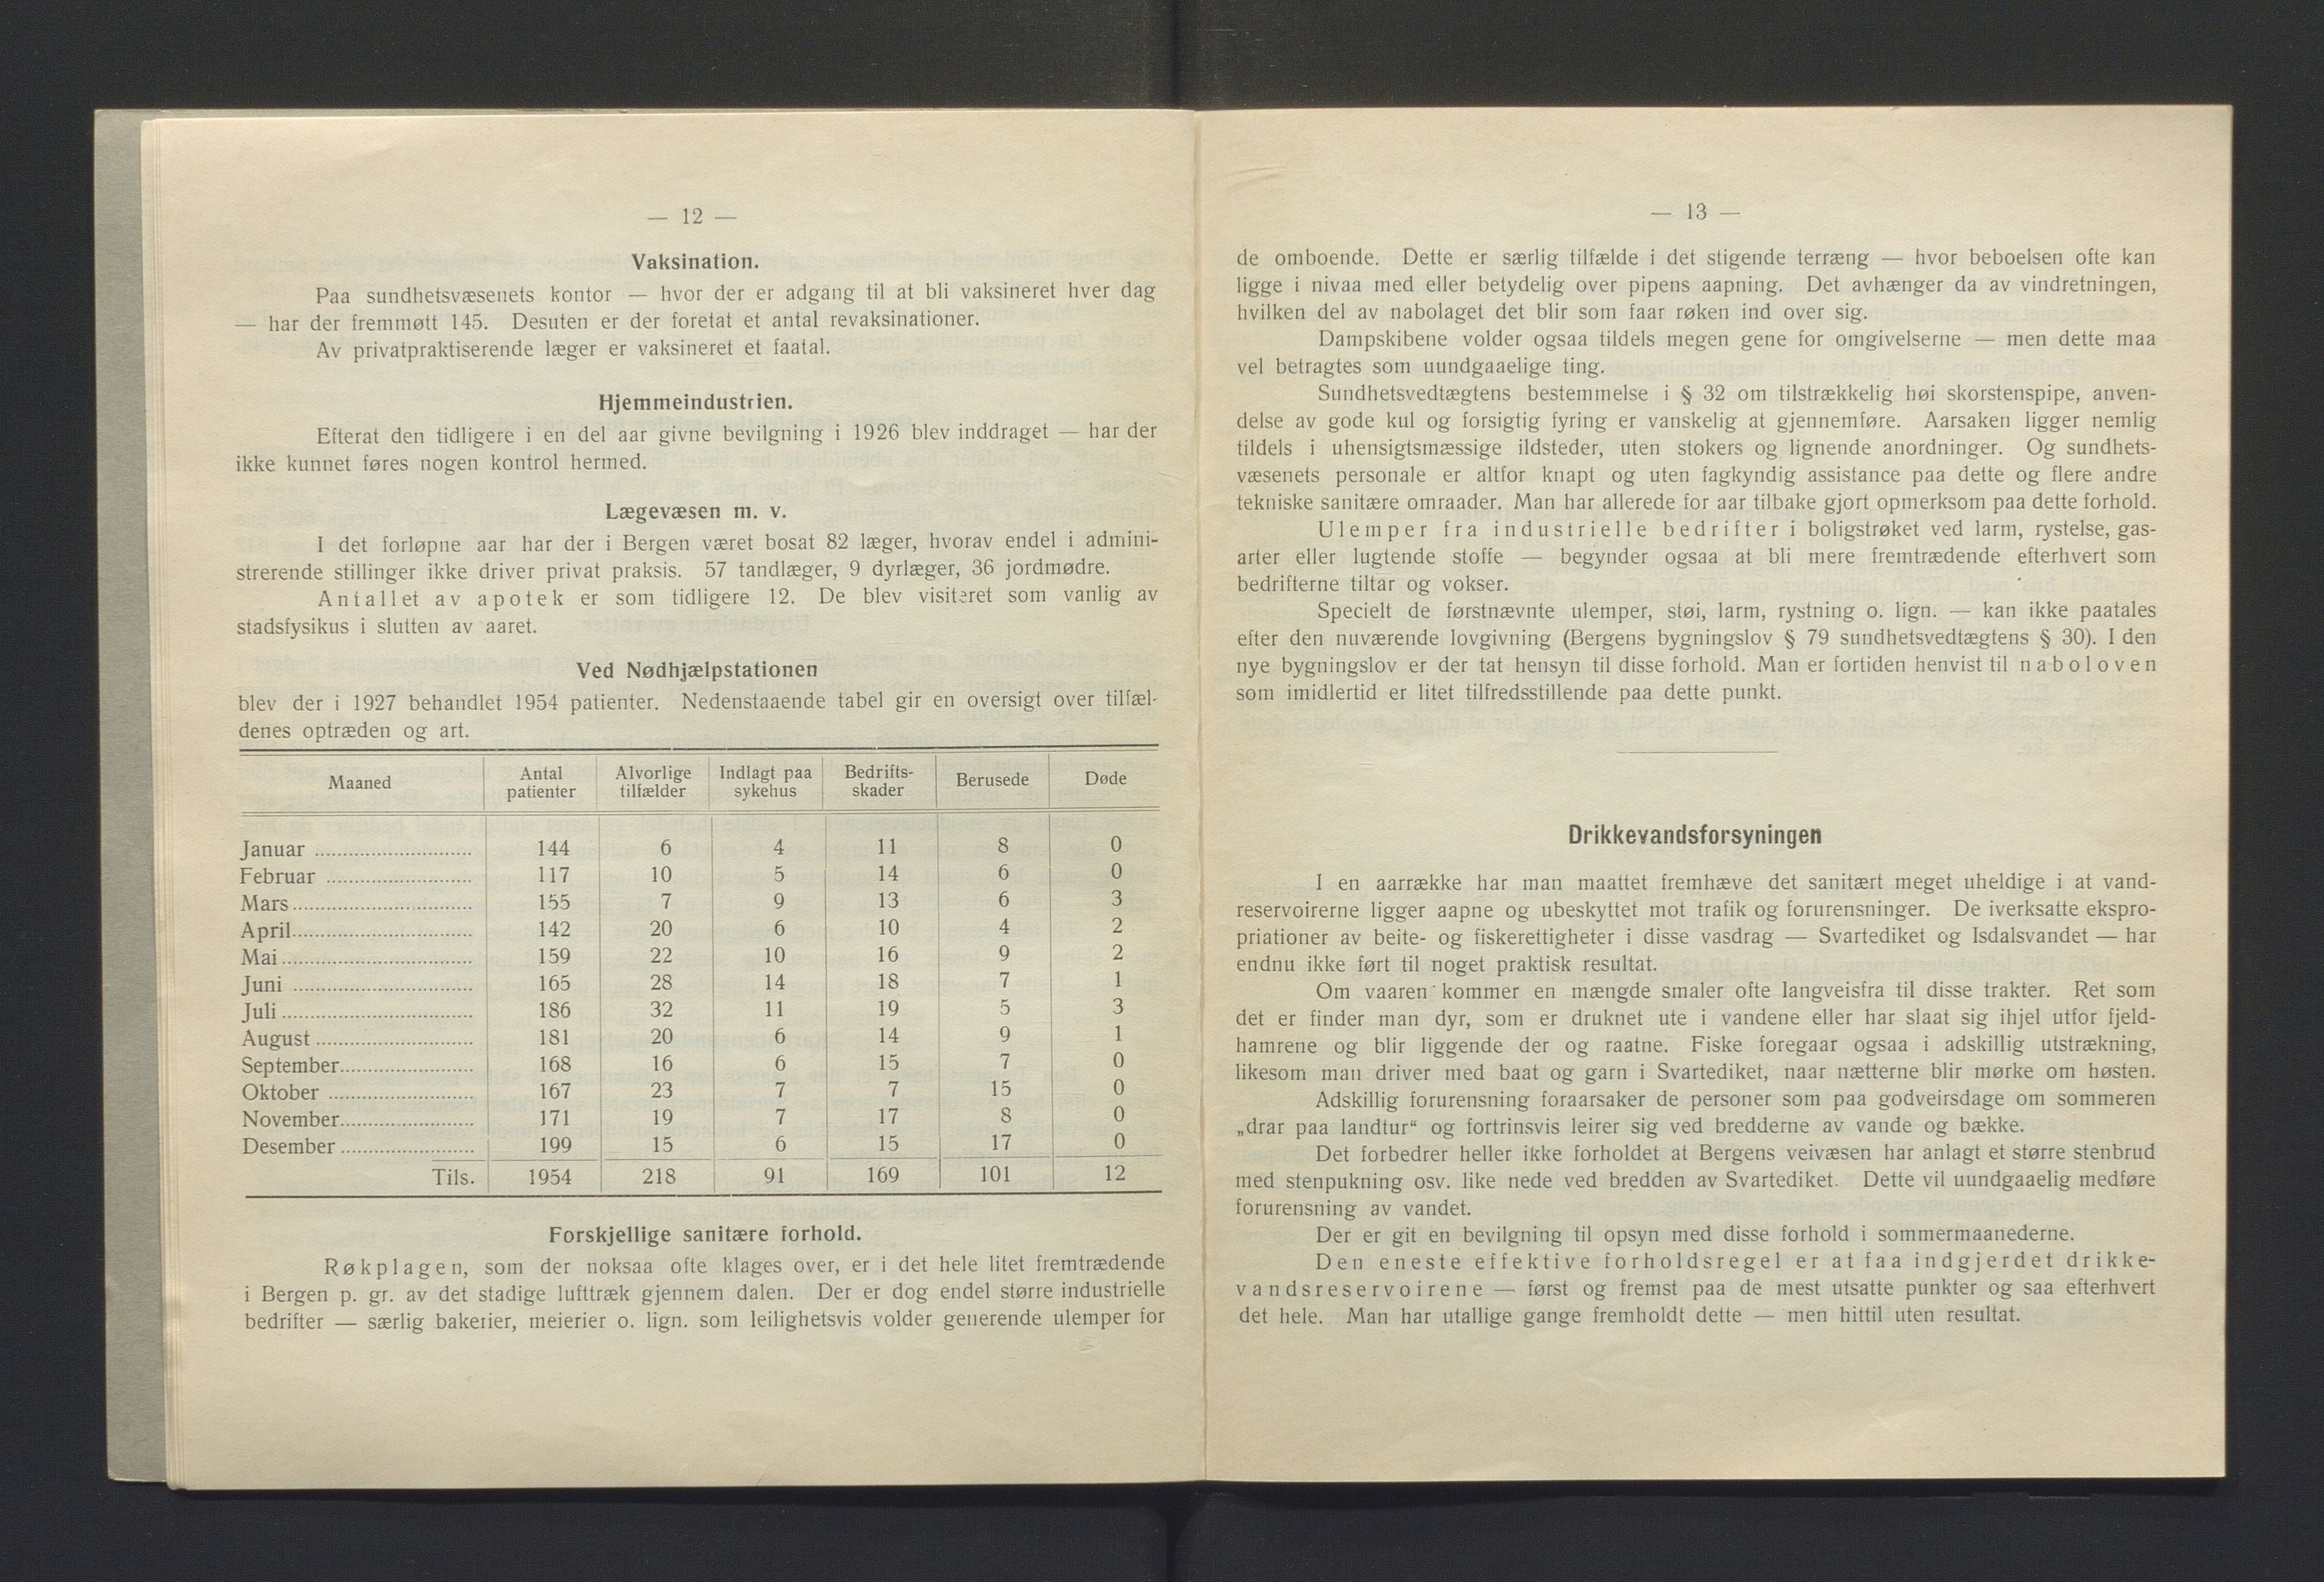 — 12 —
Vaksination.
Paa sundhetsvæsenets kontor — hvor der er adgang til at bli vaksineret hver dag
— har der fremmøtt 145. Desuten er der foretat et antal revaksinationer.
Av privatpraktiserende læger er vaksineret et faatal.
Hjemmeindustrien.
Efterat den tidligere i en del aar givne bevilgning i 1926 blev inddraget — har der
ikke kunnet føres nogen kontrol hermed.
Lægevæsen m. v.
I det forløpne aar har der i Bergen været bosat 82 læger, hvorav endel i admini-
strerende stillinger ikke driver privat praksis. 57 tandlæger, 9 dyrlæger, 36 jordmødre.
Antallet av apotek er som tidligere 12. De blev visiteret som vanlig av
stadsfysikus i slutten av aaret.
Ved Nødhjælpstationen
blev der i 1927 behandlet 1954 patienter. Nedenstaaende tabel gir en oversigt over tilfæl-
denes optræden og art.
Maaned | Antal patienter | Alvorlige tilfælder | Indlagt paa sykehus | Bedrifts-skader | Berusede | Døde
Januar 144 6 4 11 8 0
Februar 117 10 5 14 6 0
Mars 155 7 9 13 6 3
April 142 20 6 10 4 2
Mai 159 22 10 16 9 2
Juni 165 28 14 18 7 1
Juli 186 32 11 19 5 3
August 181 20 6 14 9 1
September 168 16 6 15 7 0
Oktober 167 23 7 7 15 0
November 171 19 7 17 8 0
Desember 199 15 6 15 17 0
Tils. 1954 218 91 169 101 12
Forskjellige sanitære forhold.
Røkplagen, som der noksaa ofte klages over, er i det hele litet fremtrædende
i Bergen p. gr. av det stadige lufttræk gjennem dalen. Der er dog endel større industrielle
bedrifter — særlig bakerier, meierier o. lign. som leilighetsvis volder generende ulemper for
— 13 —
de omboende. Dette er særlig tilfælde i det stigende terræng — hvor beboelsen ofte kan
ligge i nivaa med eller betydelig over pipens aapning. Det avhænger da av vindretningen,
hvilken del av nabolaget det blir som faar røken ind over sig.
Dampskibene volder ogsaa tildels megen gene for omgivelserne — men dette maa
vel betragtes som uundgaaelige ting.
Sundhetsvedtægtens bestemmelse i § 32 om tilstrækkelig høi skorstenspipe, anven-
delse av gode kul og forsigtig fyring er vanskelig at gjennemføre. Aarsaken ligger nemlig
tildels i uhensigtsmæssige ildsteder, uten stokers og lignende anordninger. Og sundhets-
væsenets personale er altfor knapt og uten fagkyndig assistance paa dette og flere andre
tekniske sanitære omraader. Man har allerede for aar tilbake gjort opmerksom paa dette forhold.
Ulemper fra industrielle bedrifter i boligstrøket ved larm, rystelse, gas-
arter eller lugtende stoffe — begynder ogsaa at bli mere fremtrædende efterhvert som
bedrifterne tiltar og vokser.
Specielt de førstnævnte ulemper, støi, larm, rystning o. lign. — kan ikke paatales
efter den nuværende lovgivning (Bergens bygningslov § 79 sundhetsvedtægtens § 30). I den
nye bygningslov er der tat hensyn til disse forhold. Man er fortiden henvist til naboloven
som imidlertid er litet tilfredsstillende paa dette punkt.
Drikkevandsforsyningen
I en aarrække har man maattet fremhæve det sanitært meget uheldige i at vand-
reservoirerne ligger aapne og ubeskyttet mot trafik og forurensninger. De iverksatte ekspro-
priationer av beite- og fiskerettigheter i disse vasdrag — Svartediket og Isdalsvandet — har
endnu ikke ført til noget praktisk resultat.
Om vaaren kommer en mængde smaler ofte langveisfra til disse trakter. Ret som
det er finder man dyr, som er druknet ute i vandene eller har slaat sig ihjel utfor fjeld-
hamrene og blir liggende der og raatne. Fiske foregaar ogsaa i adskillig utstrækning,
likesom man driver med baat og garn i Svartediket, naar nætterne blir mørke om høsten.
Adskillig forurensning foraarsaker de personer som paa godveirsdage om sommeren
„drar paa landtur“ og fortrinsvis leirer sig ved bredderne av vande og bække.
Det forbedrer heller ikke forholdet at Bergens veivæsen har anlagt et større stenbrud
med stenpukning osv. like nede ved bredden av Svartediket. Dette vil uundgaaelig medføre
forurensning av vandet.
Der er git en bevilgning til opsyn med disse forhold i sommermaanederne.
Den eneste effektive forholdsregel er at faa indgjerdet drikke-
vandsreservoirene — først og fremst paa de mest utsatte punkter og saa efterhvert
det hele. Man har utallige gange fremholdt dette — men hittil uten resultat.